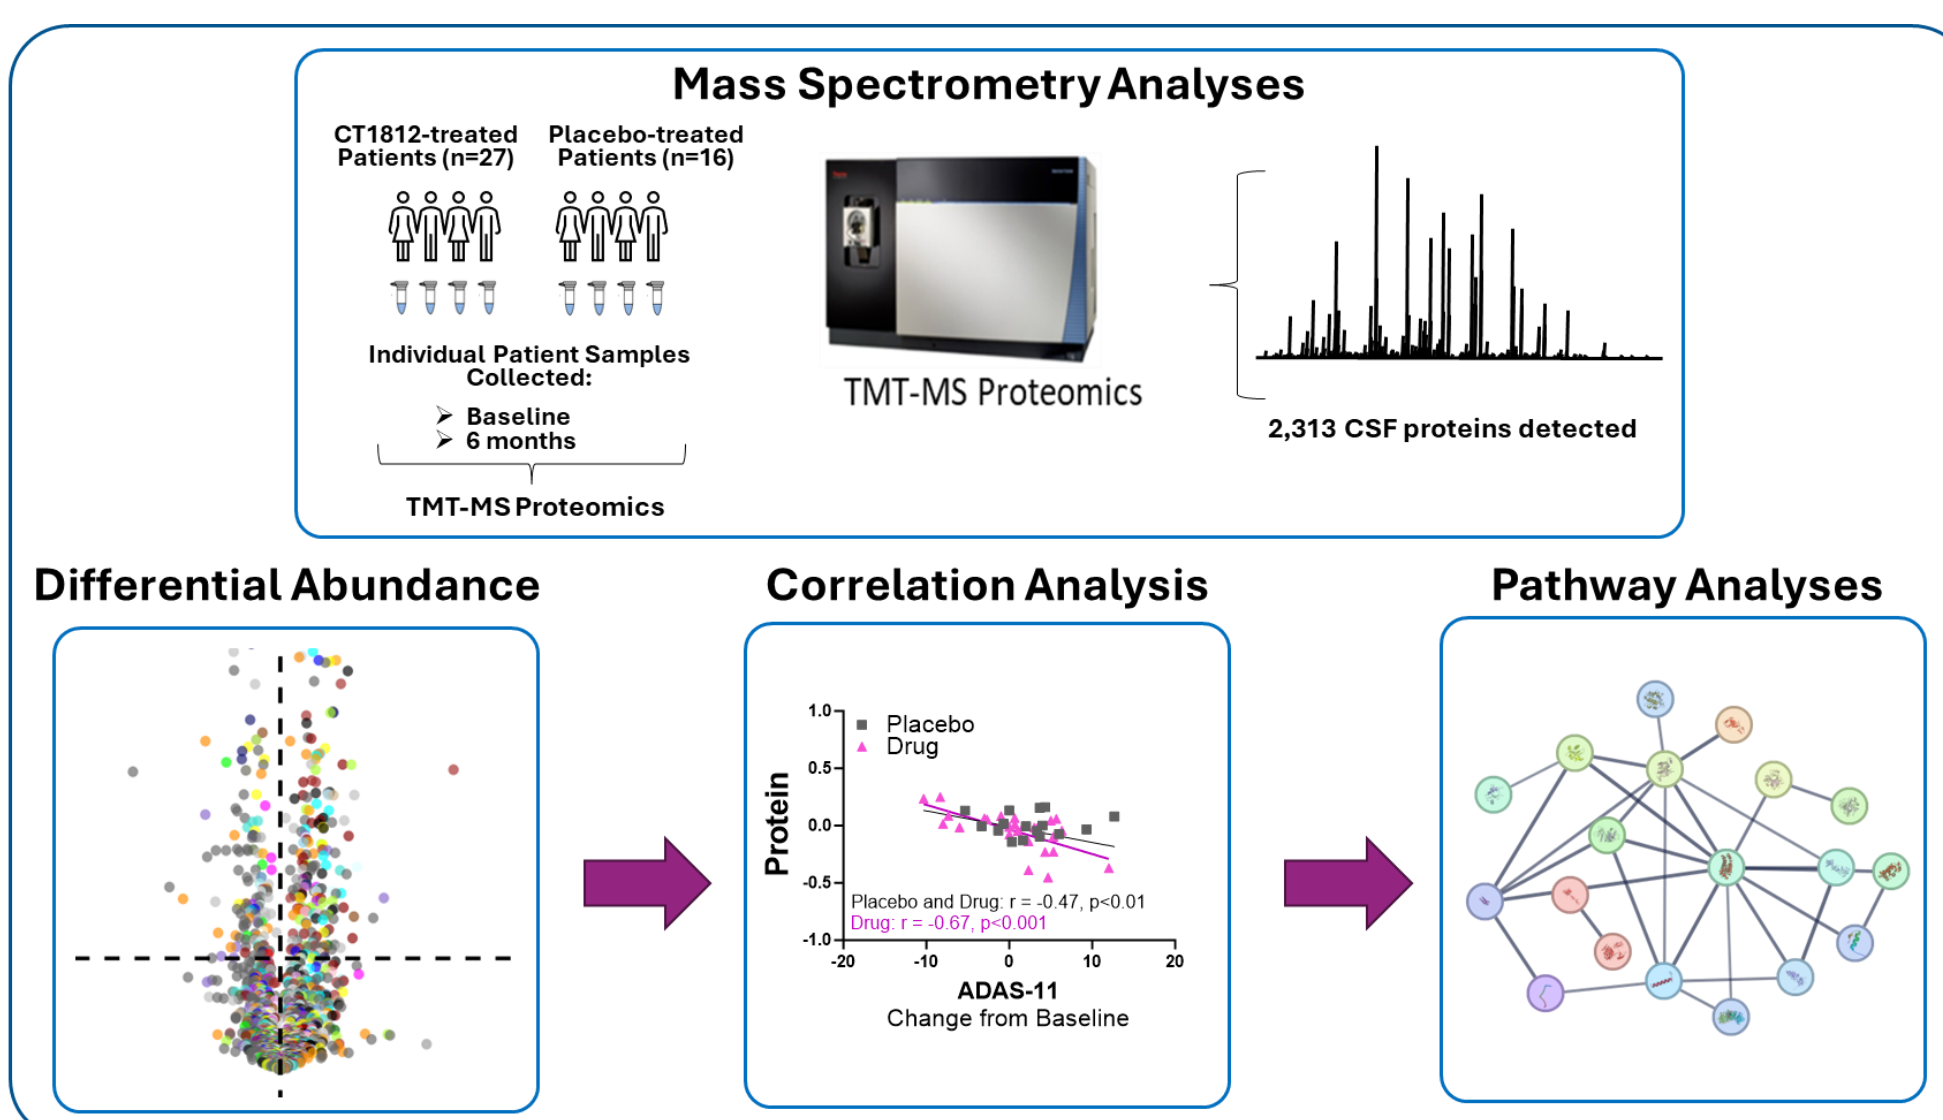 Mass Spectrometry Analyses
CT1812-treated
Patients (n=27)
Placebo-treated
Patients (n=16)
Individual Patient Samples
Collected:
Baseline
6 months
TMT-MS Proteomics
TMT-MS Proteomics
2,313 CSF proteins detected
Differential Abundance
Correlation Analysis
Pathway Analyses
1.0
0.5
0.0
-0.5
-1.0
Protein
Placebo
Drug
Placebo and Drug: r = -0.47, p<0.01
Drug: r = -0.67, p<0.001
-20
-10
0
10
20
ADAS-11
Change from Baseline